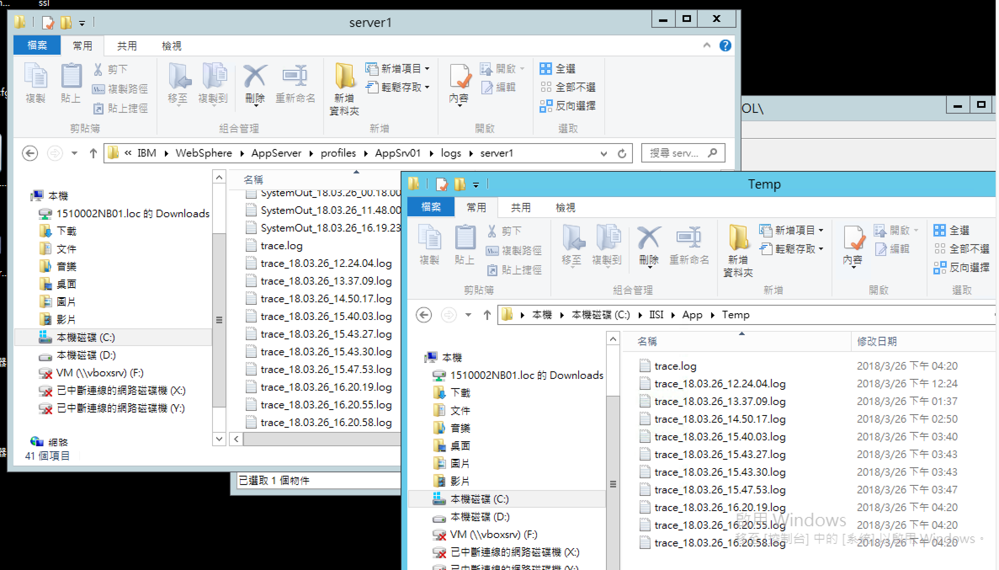 ssl
server1
檔案 常用 共用 檢視
複製 貼上 剪下 複製路徑 貼上捷徑
移至 複製到 刪除 重新命名
新增資料夾 新增項目 輕鬆存取
內容 開啟 編輯
全選 全部不選 反向選擇
剪貼簿 組合管理 新增 開啟 選取
« IBM WebSphere AppServer profiles AppSrv01 logs server1
搜尋 serv...
OL\
本機
1510002NB01.loc 的 Downloads
下載
文件
音樂
桌面
圖片
影片
本機磁碟 (C:)
本機磁碟 (D:)
VM (\\vboxsrv) (F:)
已中斷連線的網路磁碟機 (X:)
已中斷連線的網路磁碟機 (Y:)
網路
41 個項目
名稱
SystemOut_18.03.26_00.18.00
SystemOut_18.03.26_11.48.00
SystemOut_18.03.26_16.19.23
trace.log
trace_18.03.26_12.24.04.log
trace_18.03.26_13.37.09.log
trace_18.03.26_14.50.17.log
trace_18.03.26_15.40.03.log
trace_18.03.26_15.43.27.log
trace_18.03.26_15.43.30.log
trace_18.03.26_15.47.53.log
trace_18.03.26_16.20.19.log
trace_18.03.26_16.20.55.log
trace_18.03.26_16.20.58.log
已選取 1 個物件
Temp
檔案 常用 共用 檢視
複製 貼上 剪下 複製路徑 貼上捷徑
移至 複製到 刪除 重新命名
新增資料夾 新增項目 輕鬆存取
內容 開啟 編輯
全選 全部不選 反向選擇
剪貼簿 組合管理 新增 開啟 選取
本機 本機磁碟 (C:) IISI App Temp
本機
1510002NB01.loc 的 Downloads
下載
文件
音樂
桌面
圖片
影片
本機磁碟 (C:)
本機磁碟 (D:)
VM (\\vboxsrv) (F:)
已中斷連線的網路磁碟機 (X:)
已中斷連線的網路磁碟機 (Y:)
名稱 修改日期
trace.log 2018/3/26 下午 04:20
trace_18.03.26_12.24.04.log 2018/3/26 下午 12:24
trace_18.03.26_13.37.09.log 2018/3/26 下午 01:37
trace_18.03.26_14.50.17.log 2018/3/26 下午 02:50
trace_18.03.26_15.40.03.log 2018/3/26 下午 03:40
trace_18.03.26_15.43.27.log 2018/3/26 下午 03:43
trace_18.03.26_15.43.30.log 2018/3/26 下午 03:43
trace_18.03.26_15.47.53.log 2018/3/26 下午 03:47
trace_18.03.26_16.20.19.log 2018/3/26 下午 04:20
trace_18.03.26_16.20.55.log 2018/3/26 下午 04:20
trace_18.03.26_16.20.58.log 2018/3/26 下午 04:20
啟用 Windows
移至 [控制台] 中的 [系統] 以啟用 Windows。